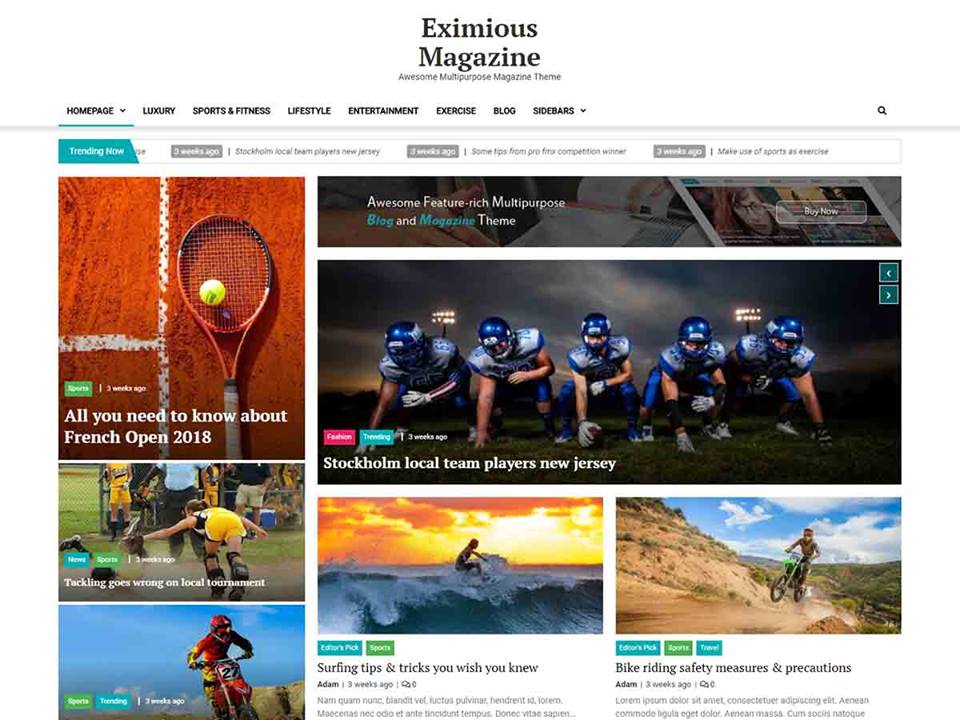 Eximious
Magazine
Awesome Multipurpose Magazine Theme
HOMEPAGE LUXURY SPORTS & FITNESS LIFESTYLE ENTERTAINMENT EXERCISE BLOG SIDEBARS
Trending Now 3 weeks ago | Stockholm local team players new jersey 3 weeks ago | Some tips from pro fmx competition winner 3 weeks ago | Make use of sports as exercise
Awesome Feature-rich Multipurpose
Blog and Magazine Theme
Buy Now
Sports | 3 weeks ago
All you need to know about
French Open 2018
Fashion Trending | 3 weeks ago
Stockholm local team players new jersey
News Sports | 3 weeks ago
Tackling goes wrong on local tournament
27
Sports Trending | 3 weeks ago
Editor's Pick Sports
Surfing tips & tricks you wish you knew
Adam | 3 weeks ago | 0
Nam quam nunc, blandit vel, luctus pulvinar, hendrerit id, lorem.
Maecenas nec odio et ante tincidunt tempus. Donec vitae sapien...
Editor's Pick Sports Travel
Bike riding safety measures & precautions
Adam | 3 weeks ago | 0
Lorem ipsum dolor sit amet, consectetuer adipiscing elit. Aenean
commodo ligula eget dolor. Aenean massa. Cum sociis natoque